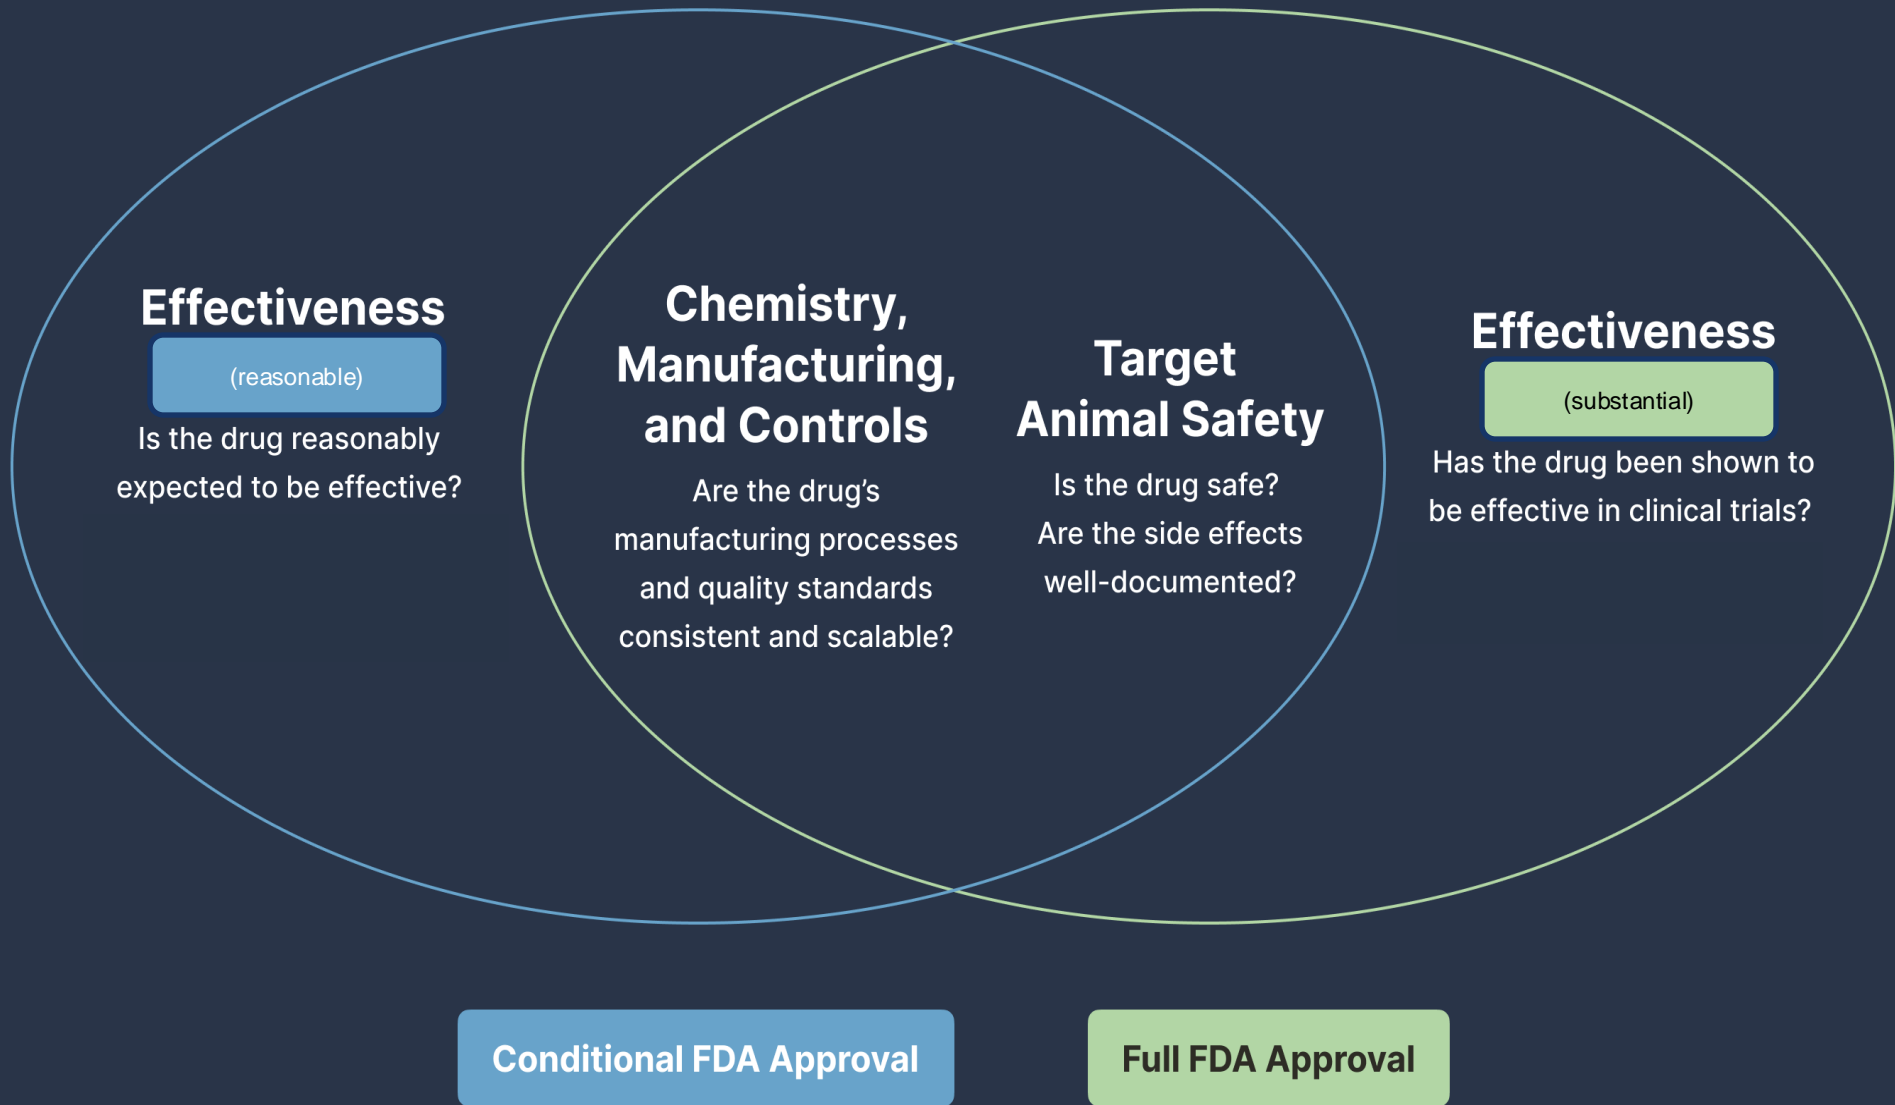 Effectiveness
(reasonable)
Is the drug reasonably
expected to be effective?
Chemistry,
Manufacturing,
and Controls
Are the drug’s
manufacturing processes
and quality standards
consistent and scalable?
Target
Animal Safety
Is the drug safe?
Are the side effects
well-documented?
Effectiveness
(substantial)
Has the drug been shown to
be effective in clinical trials?
Conditional FDA Approval
Full FDA Approval